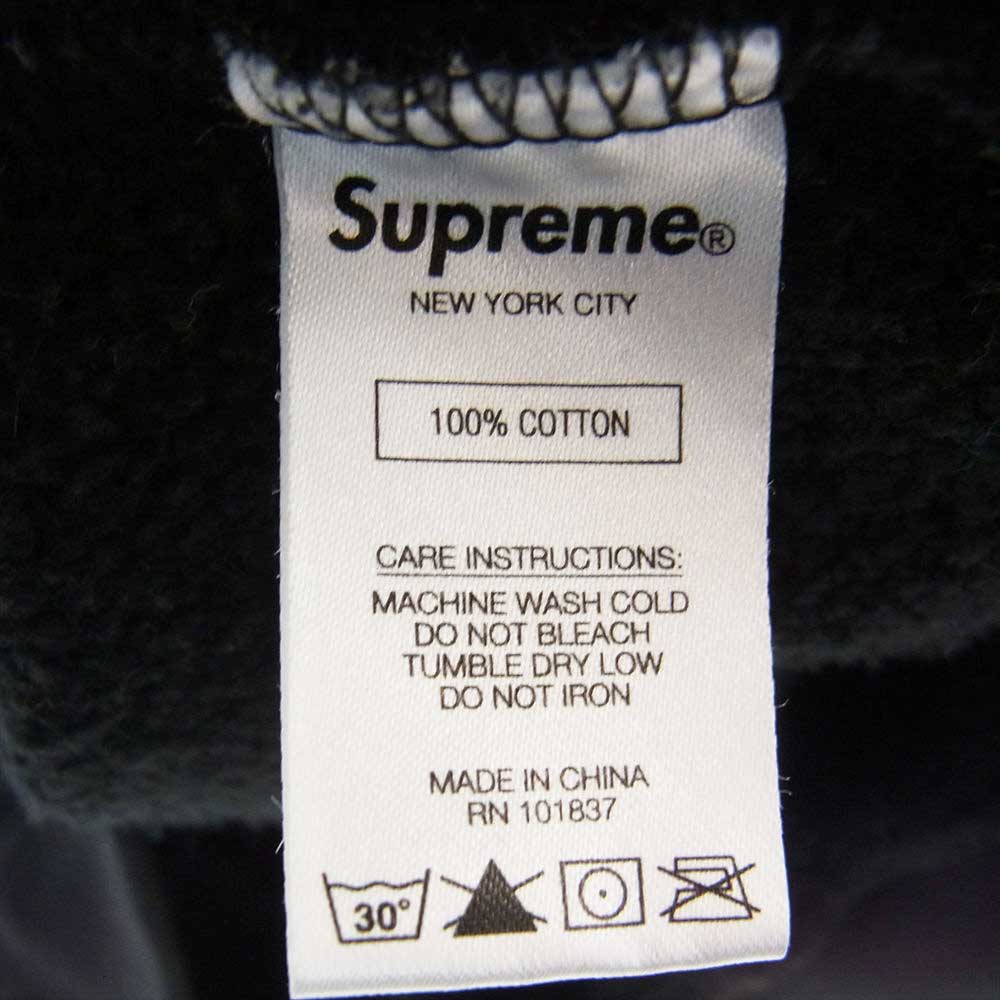 Supreme®
NEW YORK CITY
100% COTTON
CARE INSTRUCTIONS:
MACHINE WASH COLD
DO NOT BLEACH
TUMBLE DRY LOW
DO NOT IRON
MADE IN CHINA
RN 101837
30°